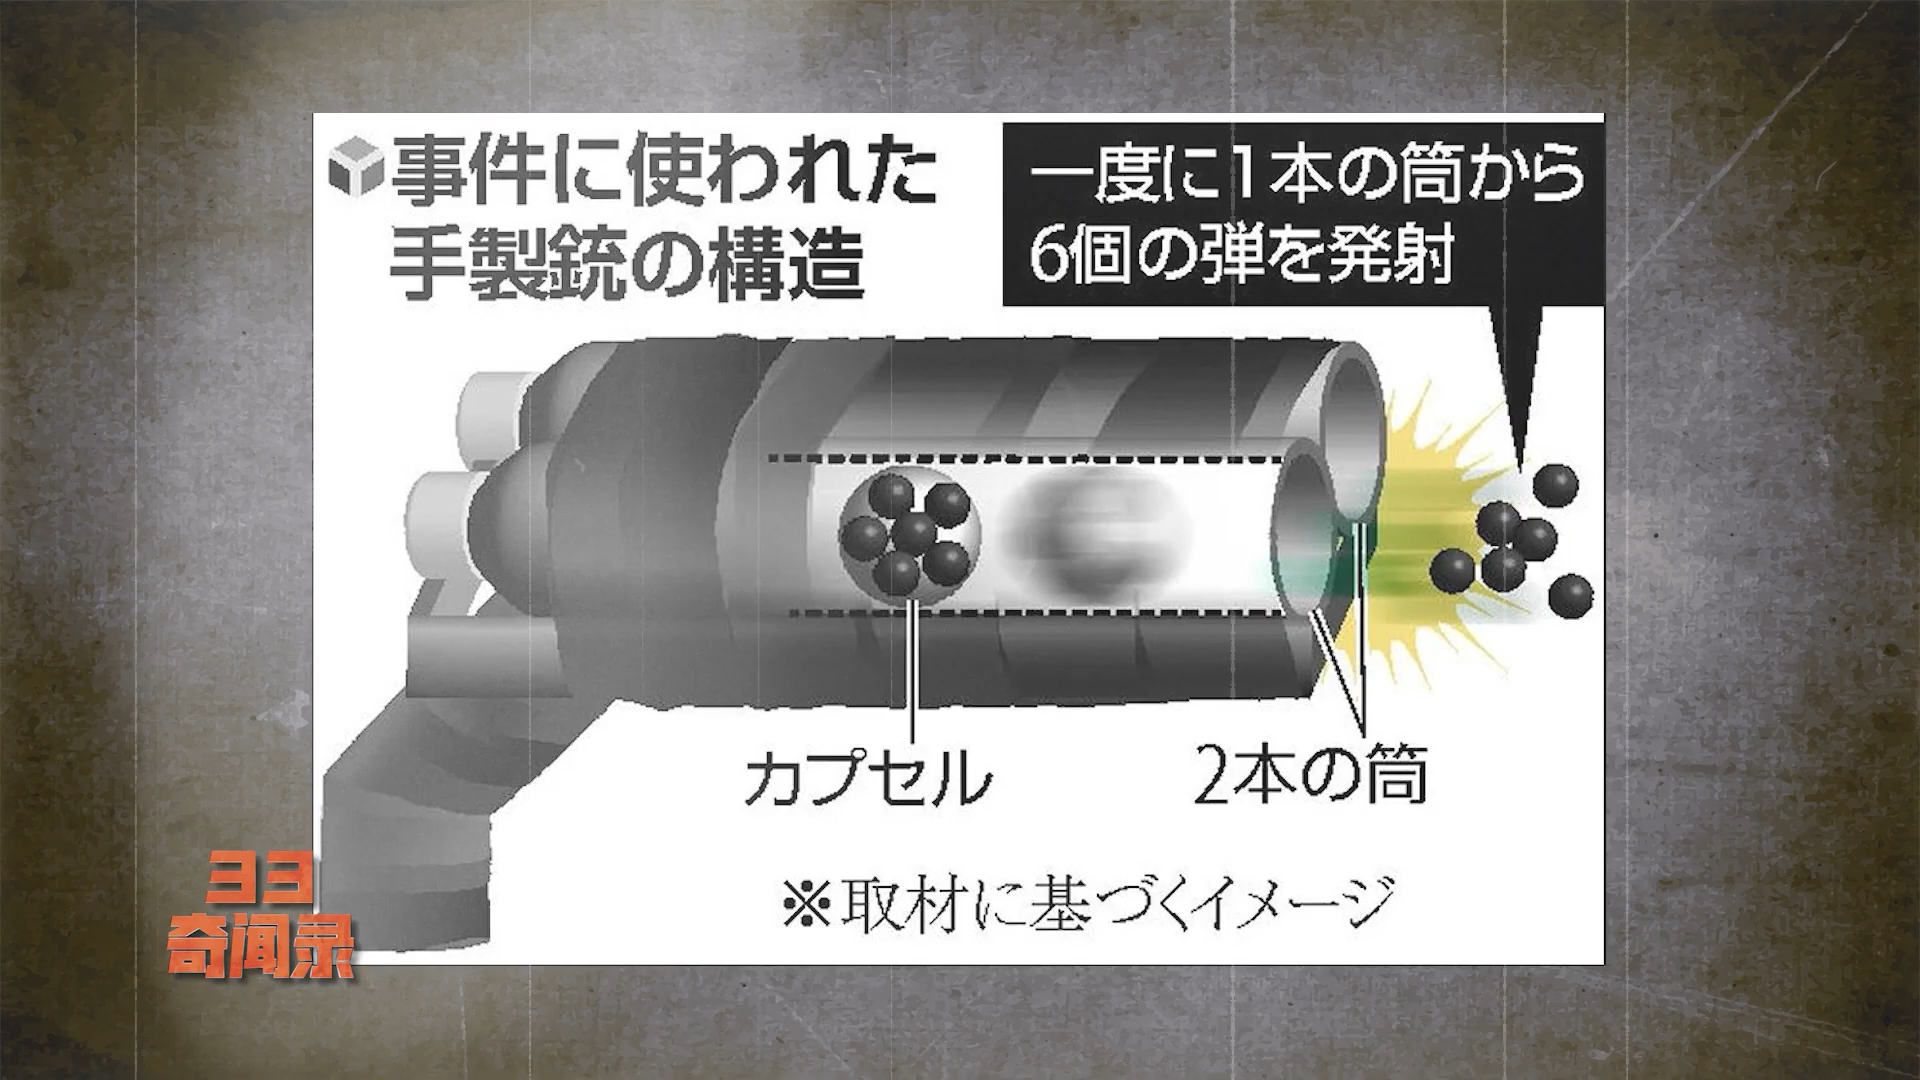 事件に使われた
手製銃の構造
一度に1本の筒から
6個の弾を発射
カプセル
2本の筒
※取材に基づくイメージ
33
奇闻录